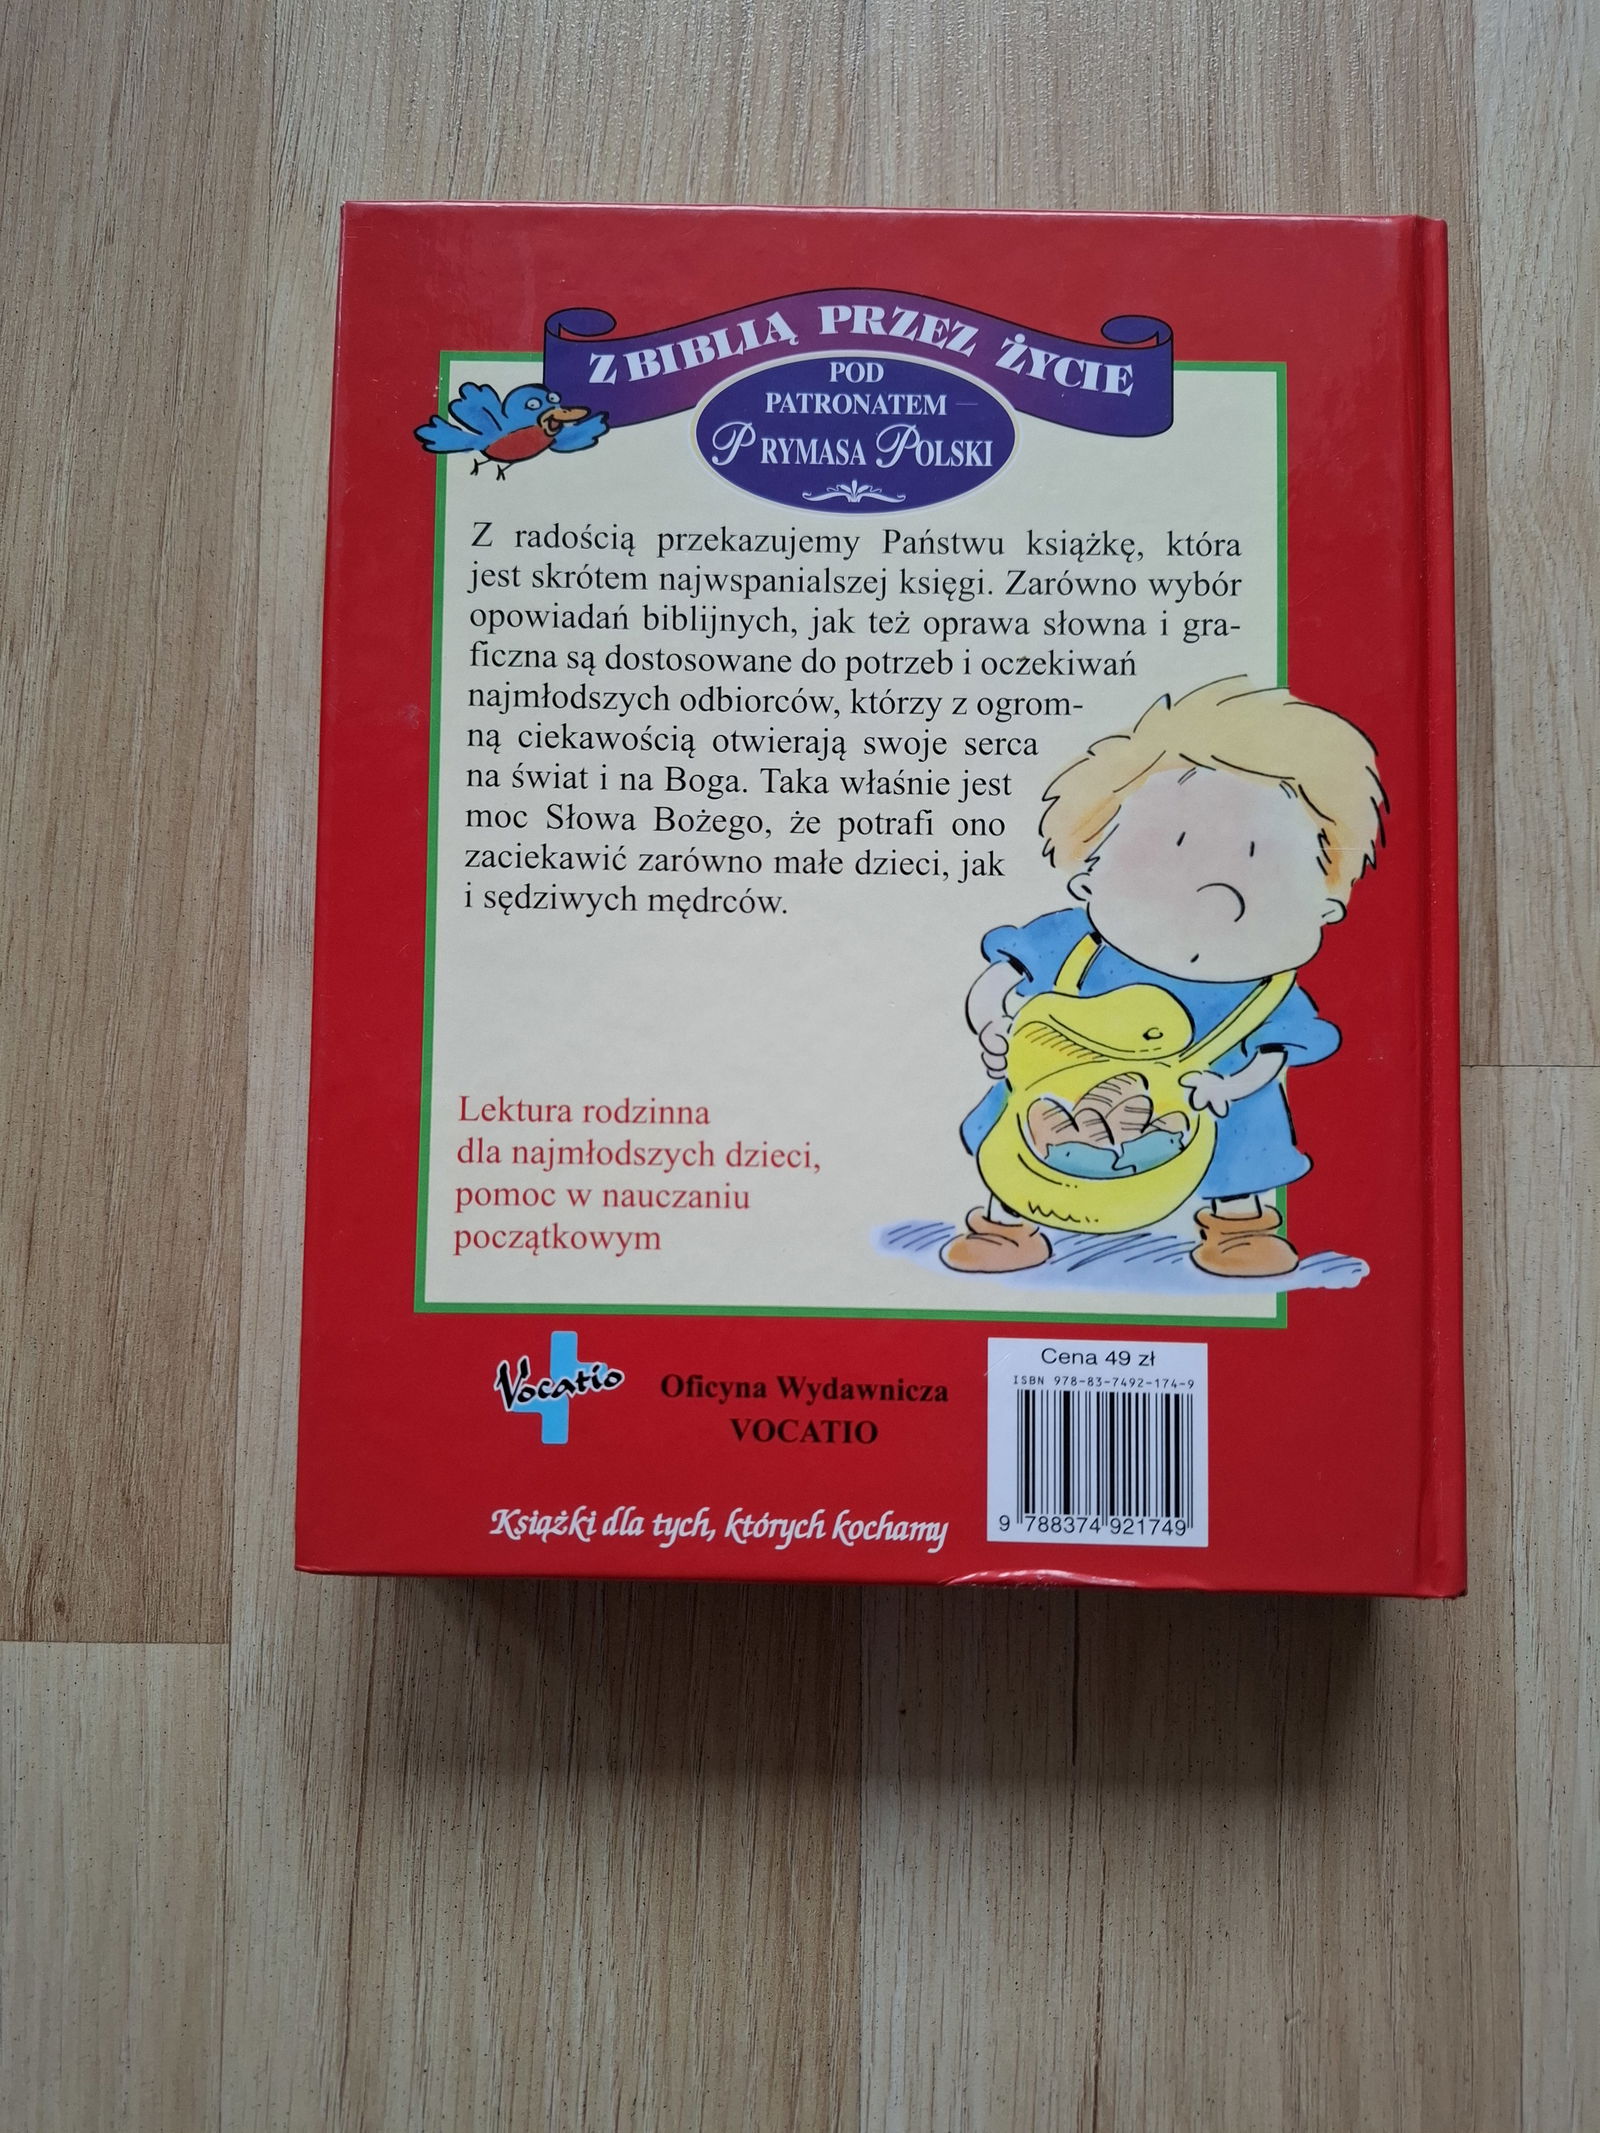 Z BIBLIĄ PRZEZ ŻYCIE
POD
PATRONATEM
PRYMASA POLSKI
Z radością przekazujemy Państwu książkę, która
jest skrótem najwspanialszej księgi. Zarówno wybór
opowiadań biblijnych, jak też oprawa słowna i gra-
ficzna są dostosowane do potrzeb i oczekiwań
najmłodszych odbiorców, którzy z ogrom-
ną ciekawością otwierają swoje serca
na świat i na Boga. Taka właśnie jest
moc Słowa Bożego, że potrafi ono
zaciekawić zarówno małe dzieci, jak
i sędziwych mędrców.
Lektura rodzinna
dla najmłodszych dzieci,
pomoc w nauczaniu
początkowym
Vocatio
Oficyna Wydawnicza
VOCATIO
Książki dla tych, których kochamy
Cena 49 zł
ISBN 978-83-7492-174-9
9 788374 921749